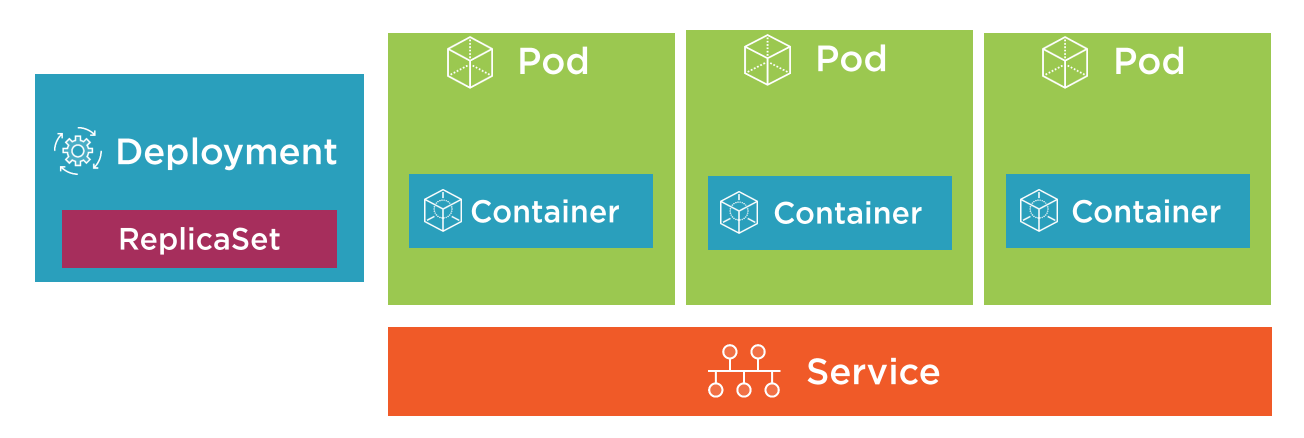 Deployment
ReplicaSet
Pod
Container
Pod
Container
Pod
Container
Service